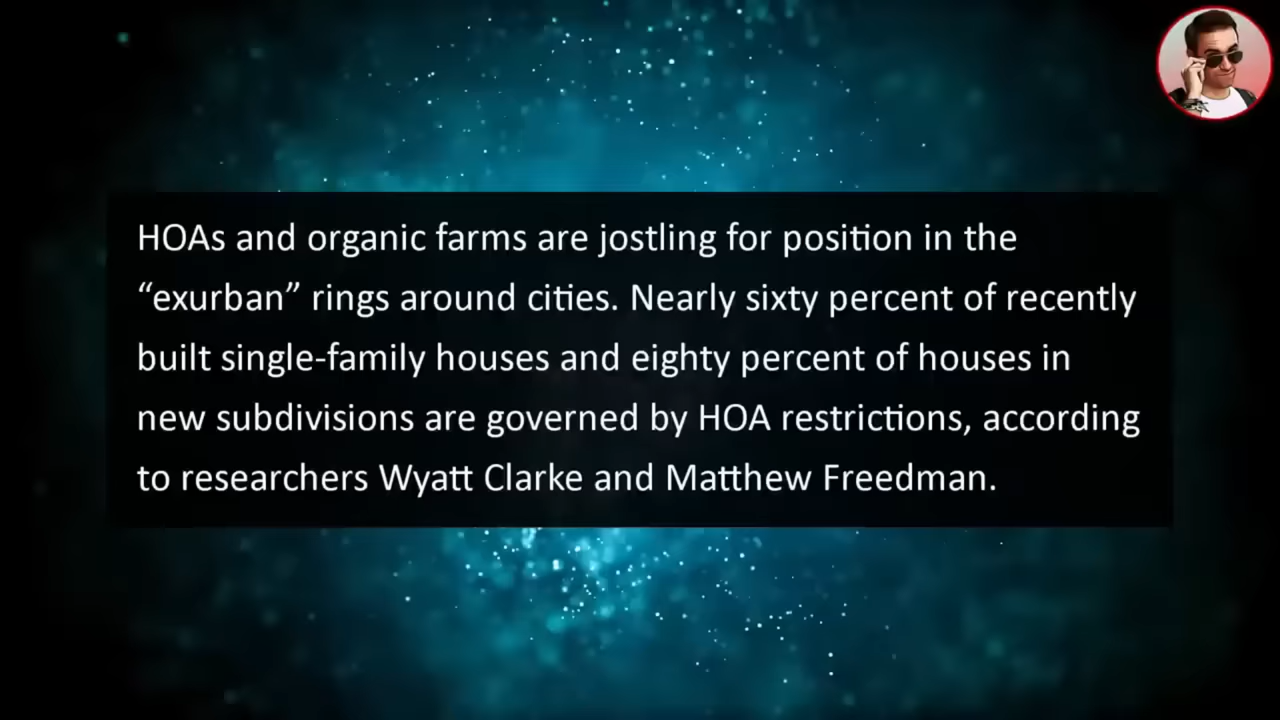 HOAs and organic farms are jostling for position in the
“exurban” rings around cities. Nearly sixty percent of recently
built single-family houses and eighty percent of houses in
new subdivisions are governed by HOA restrictions, according
to researchers Wyatt Clarke and Matthew Freedman.